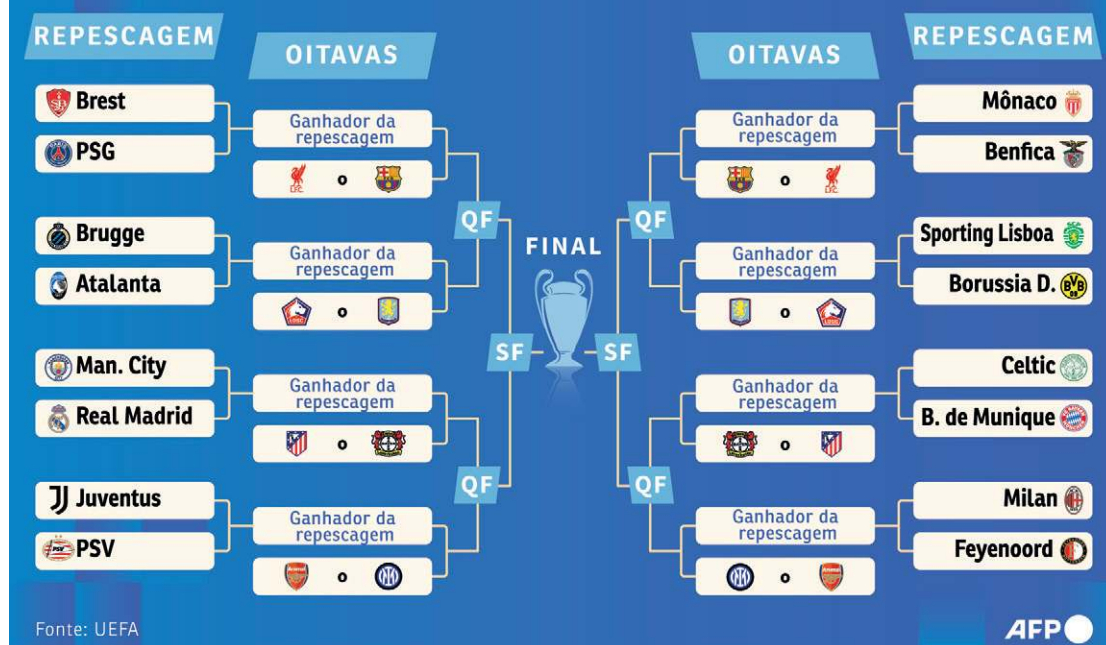 REPESCAGEM
OITAVAS
Brest
PSG
Ganhador da
repescagem
o
Brugge
Atalanta
Ganhador da
repescagem
o
QF
Man. City
Real Madrid
Ganhador da
repescagem
o
Juventus
PSV
Ganhador da
repescagem
o
QF
SF
FINAL
SF
OITAVAS
REPESCAGEM
Ganhador da
repescagem
o
Mônaco
Benfica
QF
Ganhador da
repescagem
o
Sporting Lisboa
Borussia D.
Ganhador da
repescagem
o
Celtic
B. de Munique
QF
Ganhador da
repescagem
o
Milan
Feyenoord
Fonte: UEFA
AFP